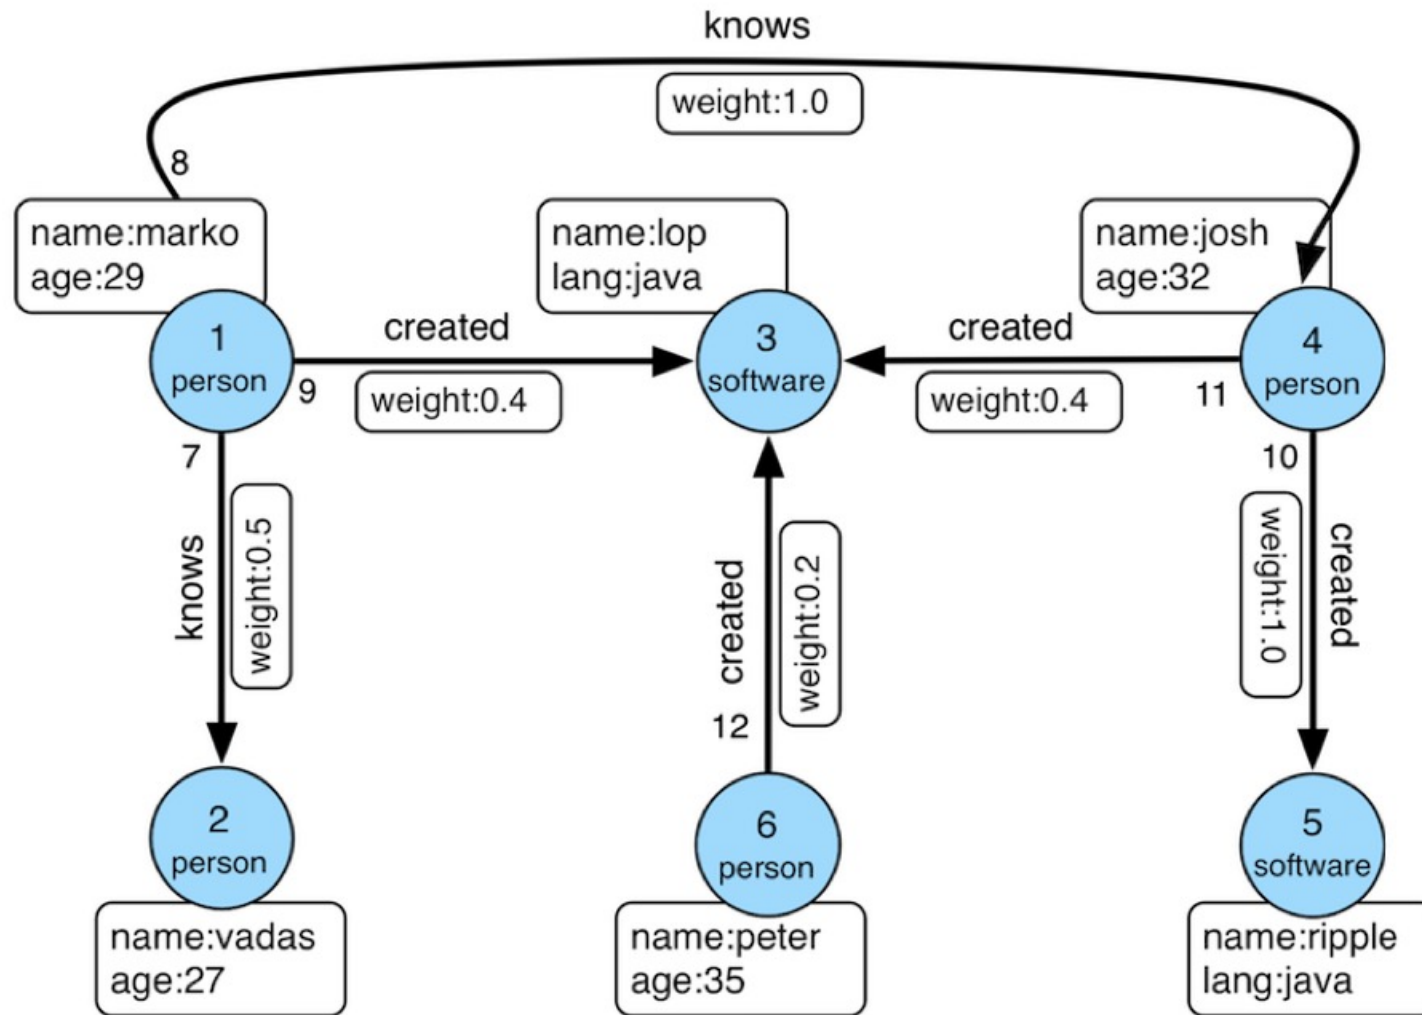 knows
weight:1.0
8
name:marko
age:29
name:lop
lang:java
name:josh
age:32
1
person
created
9
weight:0.4
3
software
created
weight:0.4
11
4
person
7
knows
weight:0.5
created
weight:0.2
12
10
weight:1.0
created
2
person
name:vadas
age:27
6
person
name:peter
age:35
5
software
name:ripple
lang:java